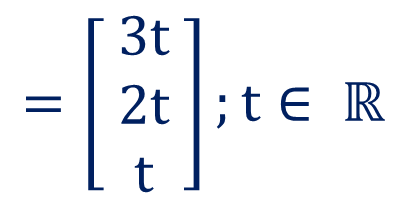 = [ 3t
2t
t ] ; t ∈ ℝ